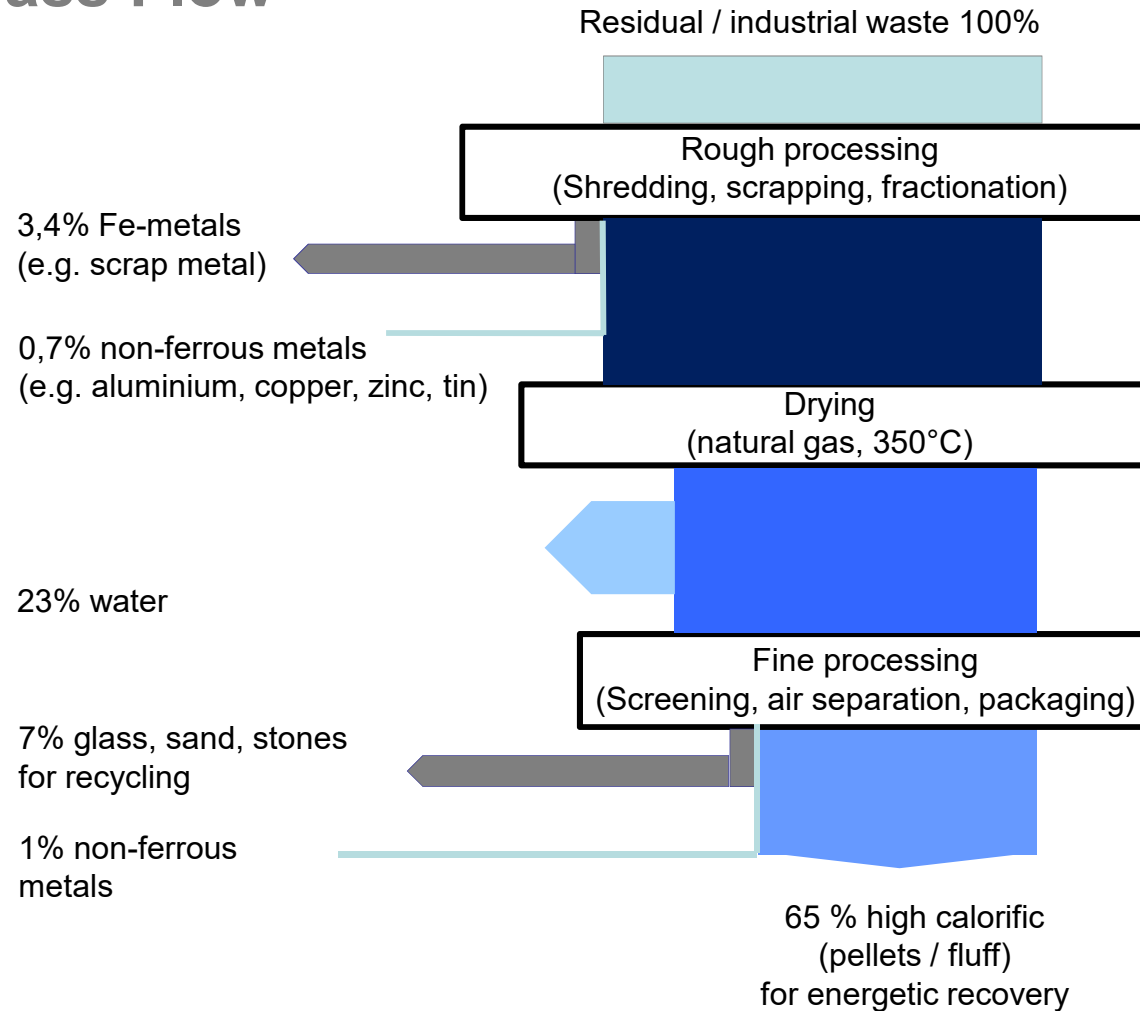 Residual / industrial waste 100%
Rough processing
(Shredding, scrapping, fractionation)
3,4% Fe-metals
(e.g. scrap metal)
0,7% non-ferrous metals
(e.g. aluminium, copper, zinc, tin)
Drying
(natural gas, 350°C)
23% water
Fine processing
(Screening, air separation, packaging)
7% glass, sand, stones
for recycling
1% non-ferrous
metals
65 % high calorific
(pellets / fluff)
for energetic recovery